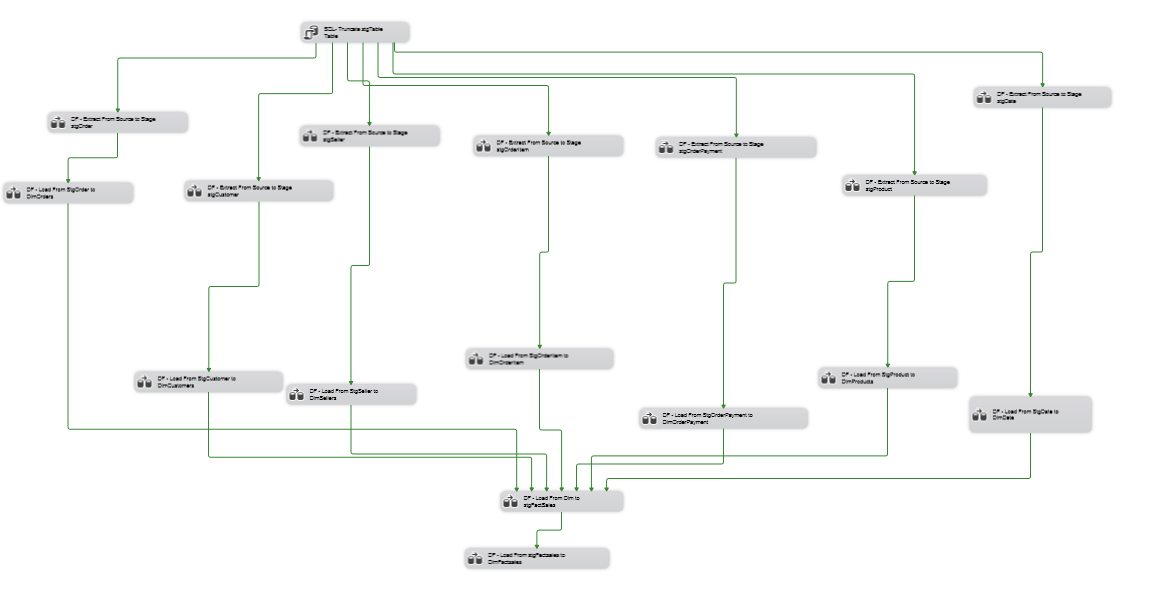 SQL- Truncate stgTable
Table
DF - Extract From Source to Stage
stgDate
DF - Extract From Source to Stage
stgOrder
DF - Extract From Source to Stage
stgSeller
DF - Extract From Source to Stage
stgOrderItem
DF - Extract From Source to Stage
stgOrderPayment
DF - Extract From Source to Stage
stgProduct
DF - Load From StgOrder to
DimOrders
DF - Extract From Source to Stage
stgCustomer
DF - Load From StgOrderItem to
DimOrderItem
DF - Load From StgCustomer to
DimCustomers
DF - Load From StgSeller to
DimSellers
DF - Load From StgProduct to
DimProducts
DF - Load From StgOrderPayment to
DimOrderPayment
DF - Load From StgDate to
DimDate
DF - Load From Dim to
stgFactSales
DF - Load From stgFactsales to
DimFactsales